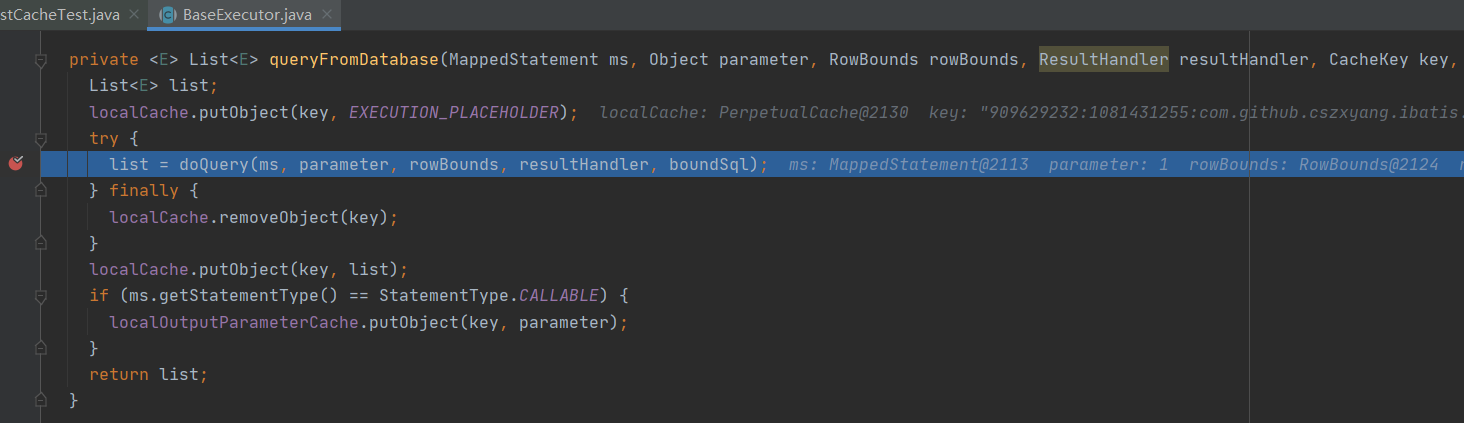 stCacheTest.java × BaseExecutor.java ×
private <E> List<E> queryFromDatabase(MappedStatement ms, Object parameter, RowBounds rowBounds, ResultHandler resultHandler, CacheKey key,
List<E> list;
localCache.putObject(key, EXECUTION_PLACEHOLDER); localCache: PerpetualCache@2130 key: "909629232:1081431255:com.github.cszxyang.ibatis.
try {
list = doQuery(ms, parameter, rowBounds, resultHandler, boundSql); ms: MappedStatement@2113 parameter: 1 rowBounds: RowBounds@2124
} finally {
localCache.removeObject(key);
}
localCache.putObject(key, list);
if (ms.getStatementType() == StatementType.CALLABLE) {
localOutputParameterCache.putObject(key, parameter);
}
return list;
}